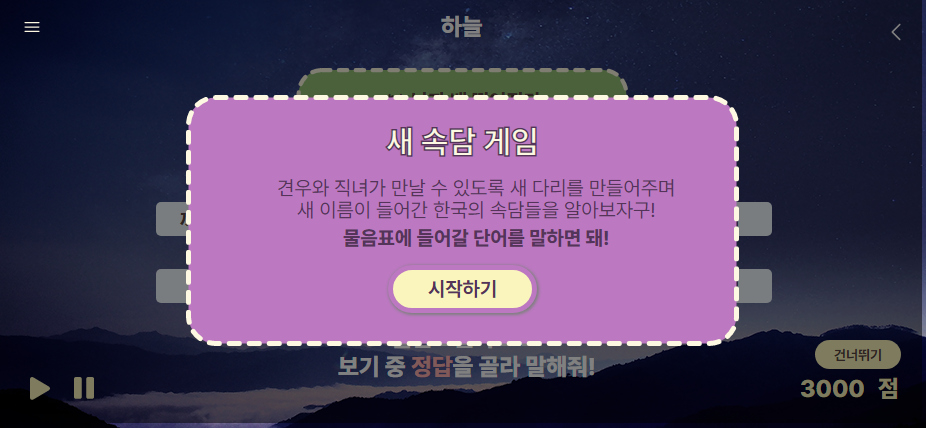 하늘
새 속담 게임
견우와 직녀가 만날 수 있도록 새 다리를 만들어주며
새 이름이 들어간 한국의 속담들을 알아보자구!
물음표에 들어갈 단어를 말하면 돼!
시작하기
보기 중 정답을 골라 말해줘!
건너뛰기
3000 점